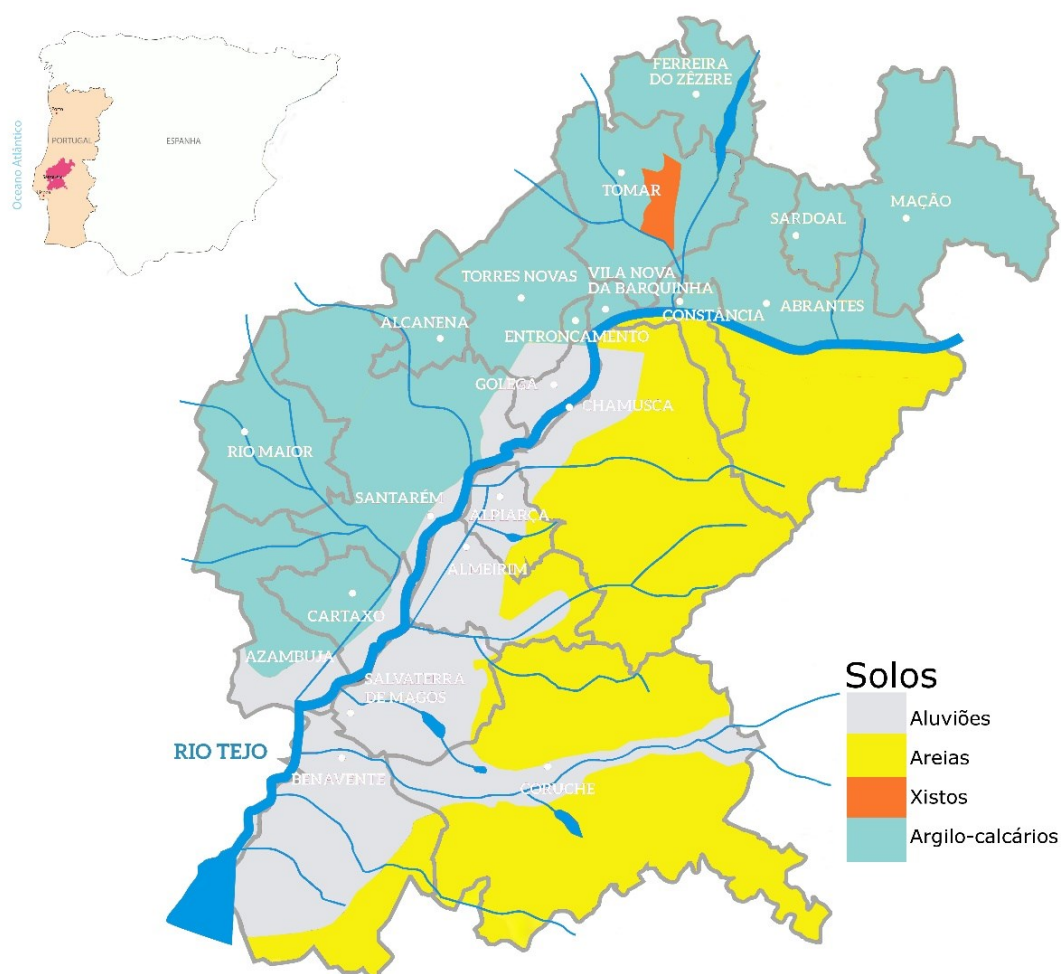 Oceano Atlântico
PORTUGAL
ESPANHA
FERREIRA
DO ZÊZERE
TOMAR
SARDOAL
MAÇÃO
TORRES NOVAS
VILA NOVA
DA BARQUINHA
ALCANENA
ENTRONCAMENTO
CONSTÂNCIA
ABRANTES
GOLEGÃ
CHAMUSCA
RIO MAIOR
SANTARÉM
ALPIARÇA
ALMEIRIM
CARTAXO
AZAMBUJA
SALVATERRA
DE MAGOS
RIO TEJO
BENAVENTE
CORUCHE
Solos
Aluviões
Areias
Xistos
Argilo-calcários